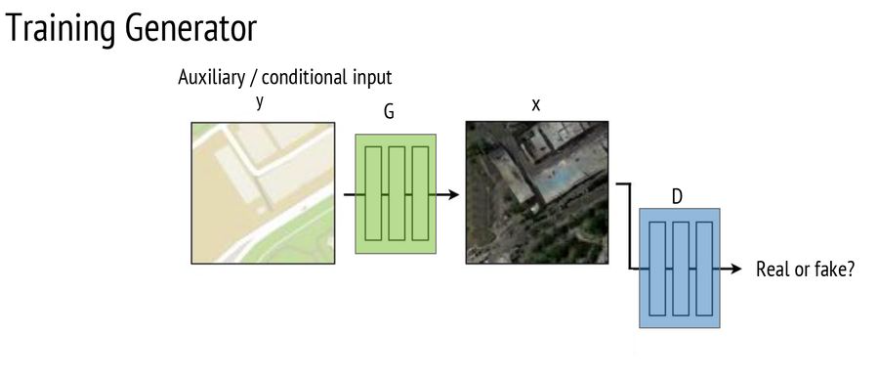 Training Generator
Auxiliary / conditional input
y
G
x
D
Real or fake?